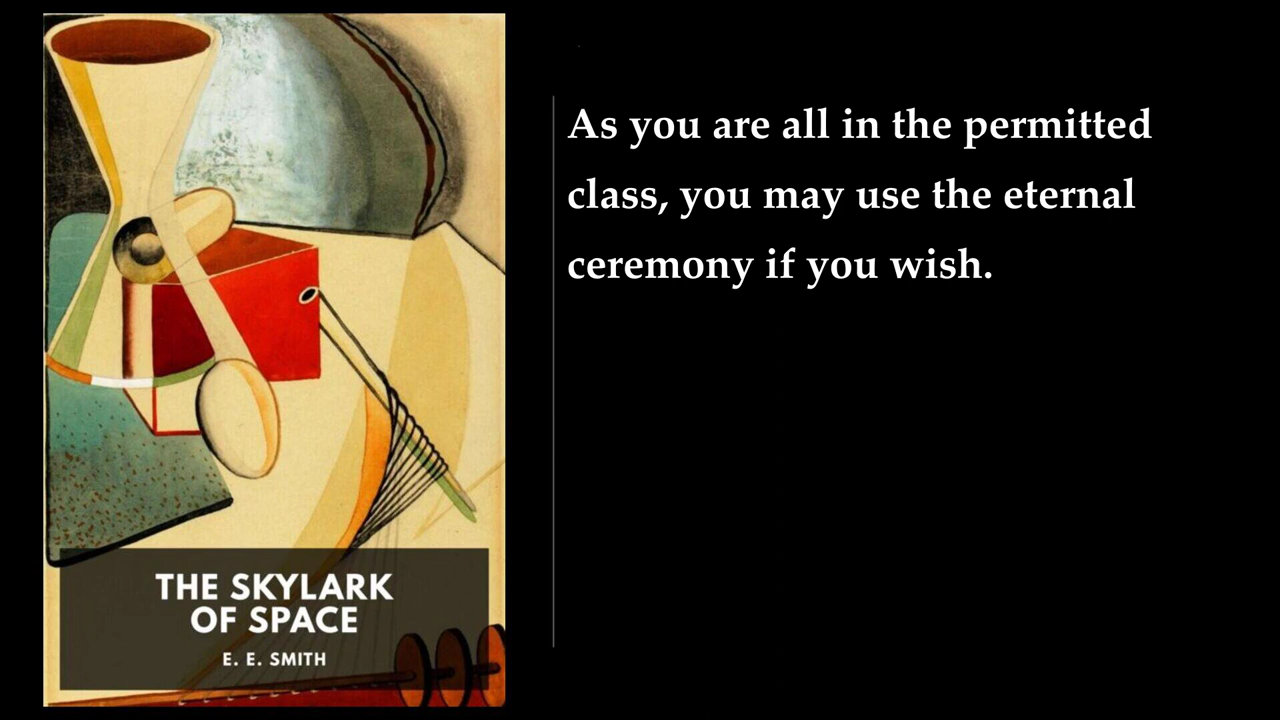 THE SKYLARK
OF SPACE
E. E. SMITH
As you are all in the permitted
class, you may use the eternal
ceremony if you wish.